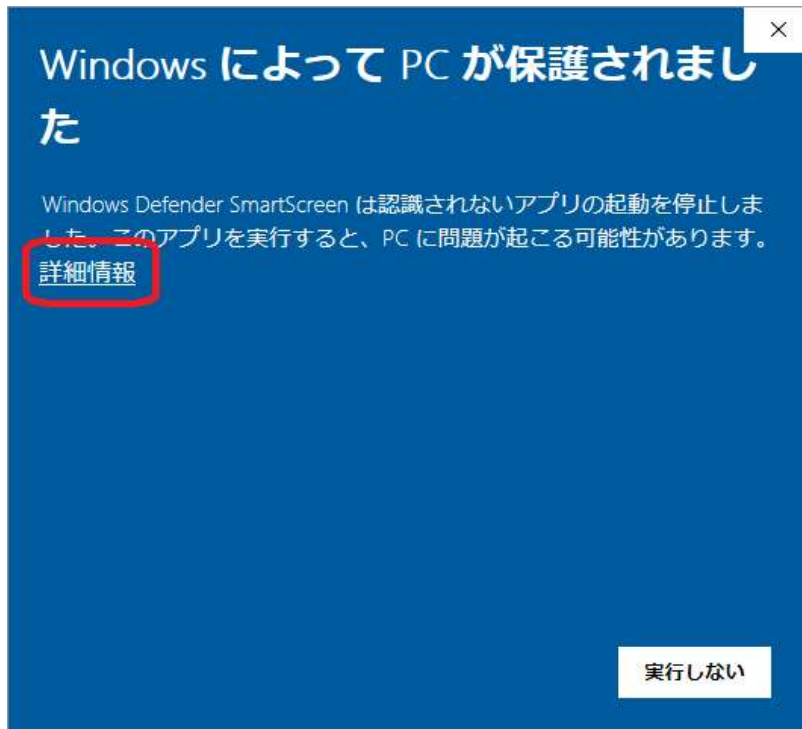 Windows によって PC が保護されまし
た
Windows Defender SmartScreen は認識されないアプリの起動を停止しま
した。このアプリを実行すると、PC に問題が起こる可能性があります。
詳細情報
実行しない